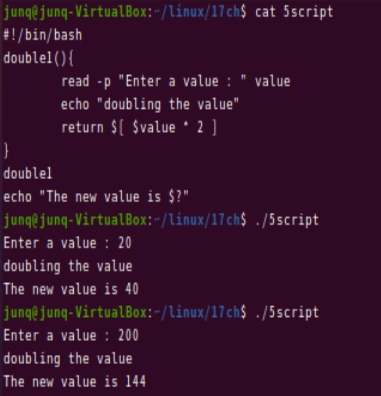 junq@junq-VirtualBox:~/linux/17ch$ cat 5script
#!/bin/bash
double1(){
        read -p "Enter a value : " value
        echo "doubling the value"
        return $[ $value * 2 ]
}
double1
echo "The new value is $?"
junq@junq-VirtualBox:~/linux/17ch$ ./5script
Enter a value : 20
doubling the value
The new value is 40
junq@junq-VirtualBox:~/linux/17ch$ ./5script
Enter a value : 200
doubling the value
The new value is 144